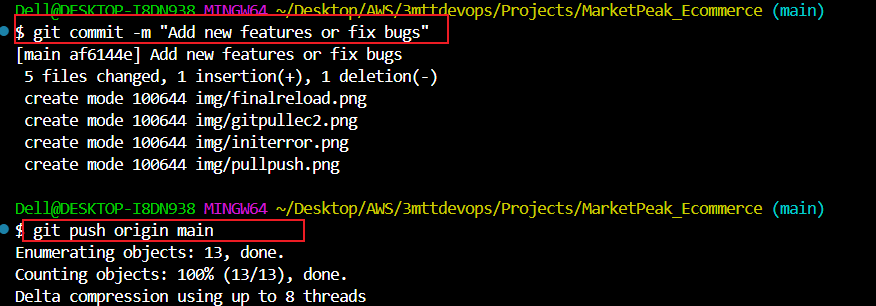 Dell@DESKTOP-I8DN938 MINGW64 ~/Desktop/AWS/3mttdevops/Projects/MarketPeak_Ecommerce (main)
$ git commit -m "Add new features or fix bugs"
[main af6144e] Add new features or fix bugs
 5 files changed, 1 insertion(+), 1 deletion(-)
 create mode 100644 img/finalreload.png
 create mode 100644 img/gitpullec2.png
 create mode 100644 img/initerror.png
 create mode 100644 img/pullpush.png
Dell@DESKTOP-I8DN938 MINGW64 ~/Desktop/AWS/3mttdevops/Projects/MarketPeak_Ecommerce (main)
$ git push origin main
Enumerating objects: 13, done.
Counting objects: 100% (13/13), done.
Delta compression using up to 8 threads